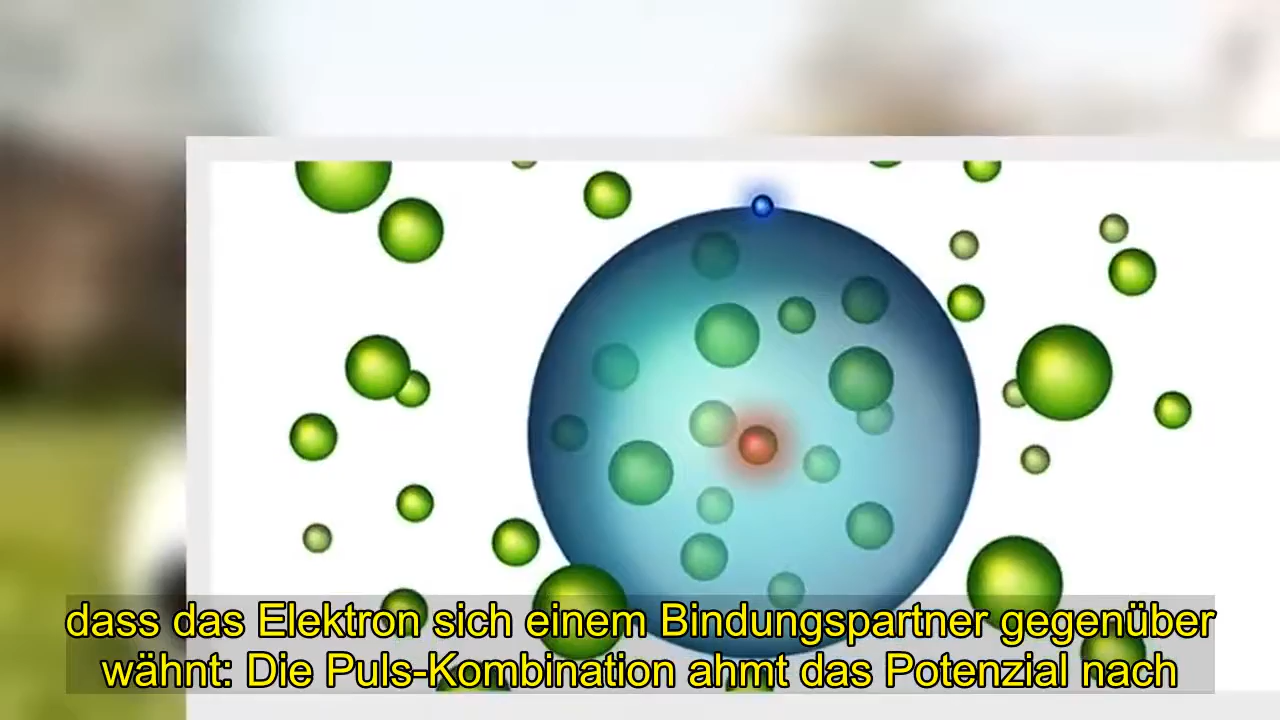 dass das Elektron sich einem Bindungspartner gegenüber
wähnt: Die Puls-Kombination ahmt das Potenzial nach